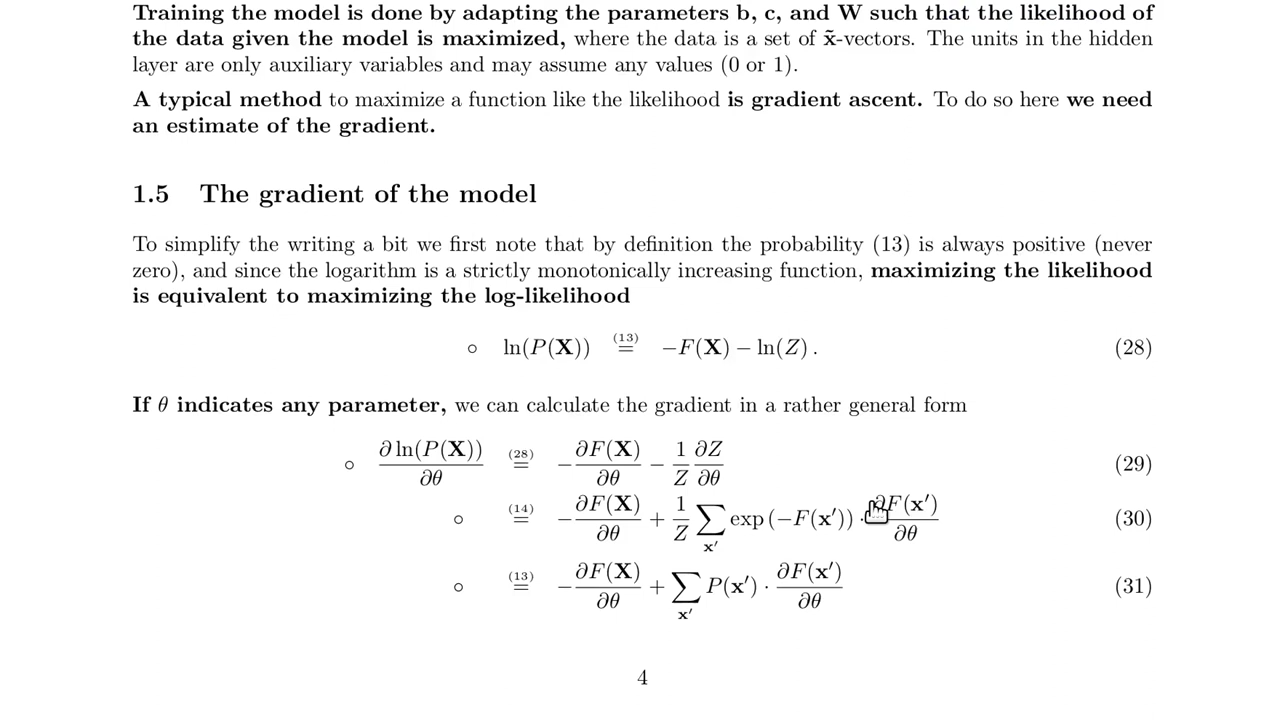 Training the model is done by adapting the parameters b, c, and W such that the likelihood of
the data given the model is maximized, where the data is a set of x̃-vectors. The units in the hidden
layer are only auxiliary variables and may assume any values (0 or 1).
A typical method to maximize a function like the likelihood is gradient ascent. To do so here we need
an estimate of the gradient.
1.5 The gradient of the model
To simplify the writing a bit we first note that by definition the probability (13) is always positive (never
zero), and since the logarithm is a strictly monotonically increasing function, maximizing the likelihood
is equivalent to maximizing the log-likelihood
◦ ln(P(X)) (13)= −F(X) − ln(Z) . (28)
If θ indicates any parameter, we can calculate the gradient in a rather general form
◦ ∂ ln(P(X))/∂θ (28)= −∂F(X)/∂θ − 1/Z ∂Z/∂θ (29)
◦ (14)= −∂F(X)/∂θ + 1/Z ∑x′ exp (−F(x′)) · ∂F(x′)/∂θ (30)
◦ (13)= −∂F(X)/∂θ + ∑x′ P(x′) · ∂F(x′)/∂θ (31)
4